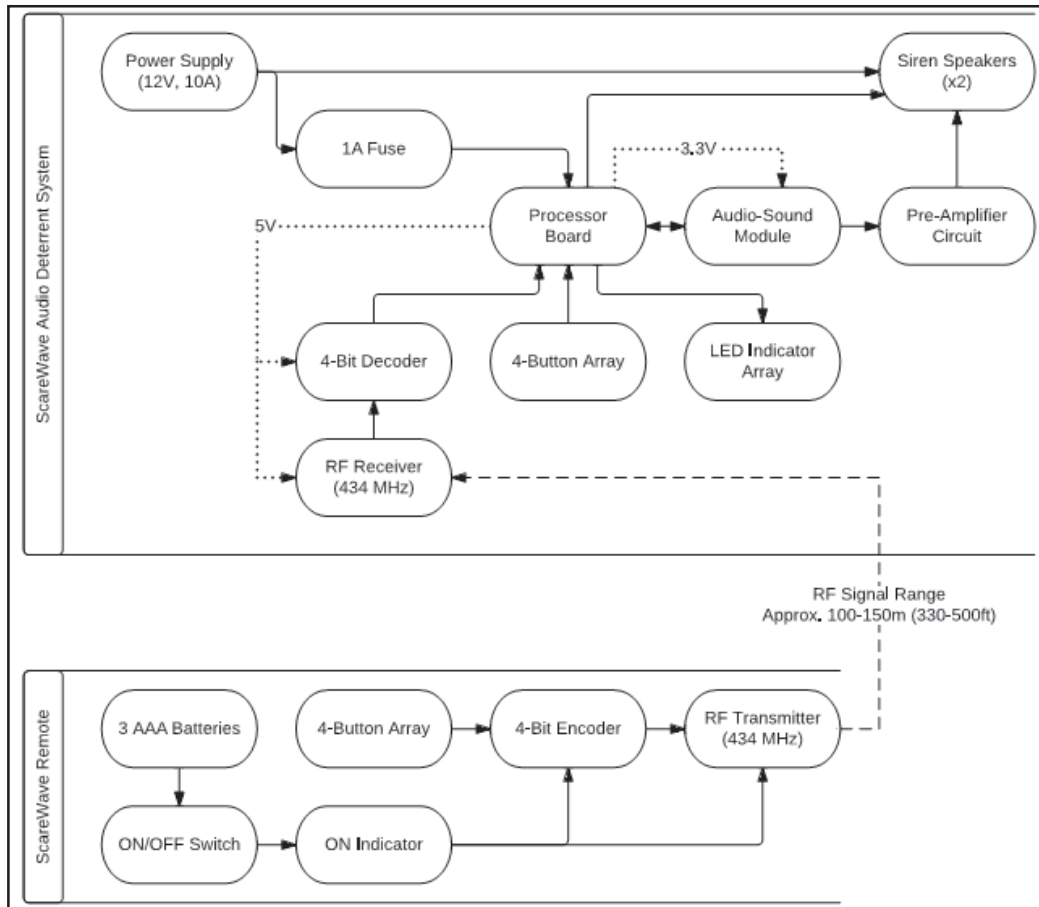 ScareWave Audio Deterrent System
Power Supply
(12V, 10A)
Siren Speakers
(x2)
1A Fuse
3.3V
5V
Processor
Board
Audio-Sound
Module
Pre-Amplifier
Circuit
4-Bit Decoder
4-Button Array
LED Indicator
Array
RF Receiver
(434 MHz)
RF Signal Range
Approx. 100-150m (330-500ft)
ScareWave Remote
3 AAA Batteries
4-Button Array
4-Bit Encoder
RF Transmitter
(434 MHz)
ON/OFF Switch
ON Indicator